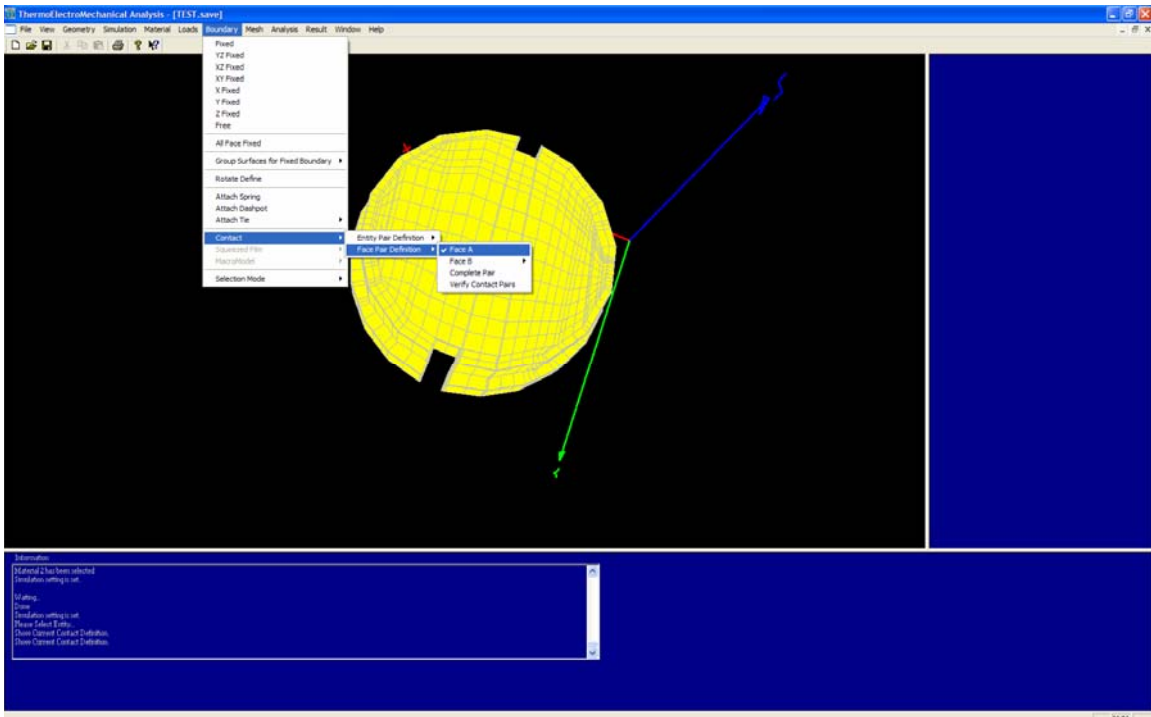 ThermoElectroMechanical Analysis - [TEST.save]
File View Geometry Simulation Material Loads Boundary Mesh Analysis Result Window Help
Fixed
YZ Fixed
XZ Fixed
XY Fixed
X Fixed
Y Fixed
Z Fixed
Free
All Face Fixed
Group Surfaces for Fixed Boundary
Rotate Define
Attach Spring
Attach Dashpot
Attach Tie
Contact
Squeezed Film
MacroModel
Selection Mode
Entity Pair Definition
Face Pair Definition
Face A
Face B
Complete Pair
Verify Contact Pairs
Information
Material 2 has been selected
Simulation setting is set.
Waiting..
Done
Simulation setting is set.
Please Select Entity..
Show Current Contact Definition.
Show Current Contact Definition.